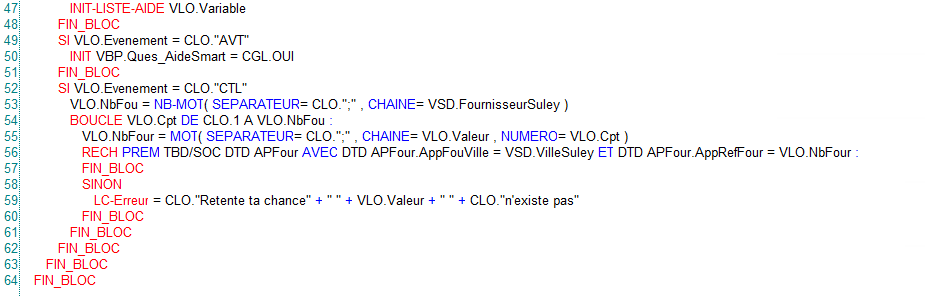 47 INIT-LISTE-AIDE VLO.Variable
48 FIN_BLOC
49 SI VLO.Evenement = CLO."AVT"
50 INIT VBP.Ques_AideSmart = CGL.OUI
51 FIN_BLOC
52 SI VLO.Evenement = CLO."CTL"
53 VLO.NbFou = NB-MOT( SEPARATEUR= CLO.";" , CHAINE= VSD.FournisseurSuley )
54 BOUCLE VLO.Cpt DE CLO.1 A VLO.NbFou :
55 VLO.NbFour = MOT( SEPARATEUR= CLO.";" , CHAINE= VLO.Valeur , NUMERO= VLO.Cpt )
56 RECH PREM TBD/SOC DTD APFour AVEC DTD APFour.AppFouVille = VSD.VilleSuley ET DTD APFour.AppRefFour = VLO.NbFour :
57 FIN_BLOC
58 SINON
59 LC-Erreur = CLO."Retente ta chance" + " " + VLO.Valeur + " " + CLO."n'existe pas"
60 FIN_BLOC
61 FIN_BLOC
62 FIN_BLOC
63 FIN_BLOC
64 FIN_BLOC